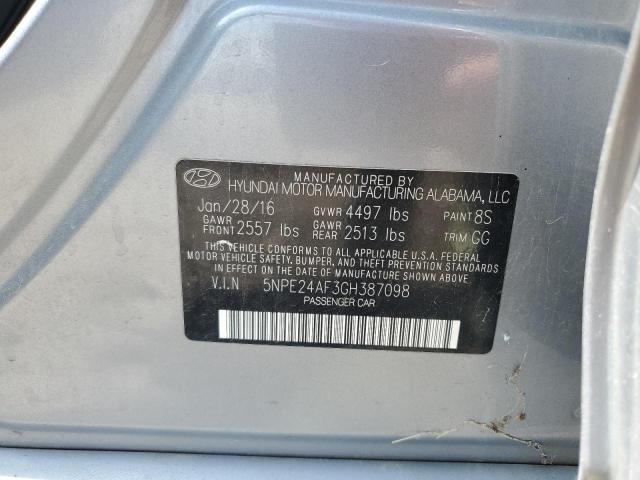 MANUFACTURED BY
HYUNDAI MOTOR MANUFACTURING ALABAMA, LLC
Jan/28/16 GVWR 4497 lbs PAINT 8S
GAWR FRONT 2557 lbs GAWR REAR 2513 lbs TRIM GG
THIS VEHICLE CONFORMS TO ALL APPLICABLE U.S.A. FEDERAL
MOTOR VEHICLE SAFETY, BUMPER, AND THEFT PREVENTION STANDARDS
IN EFFECT ON THE DATE OF MANUFACTURE SHOWN ABOVE
V.I.N 5NPE24AF3GH387098
PASSENGER CAR